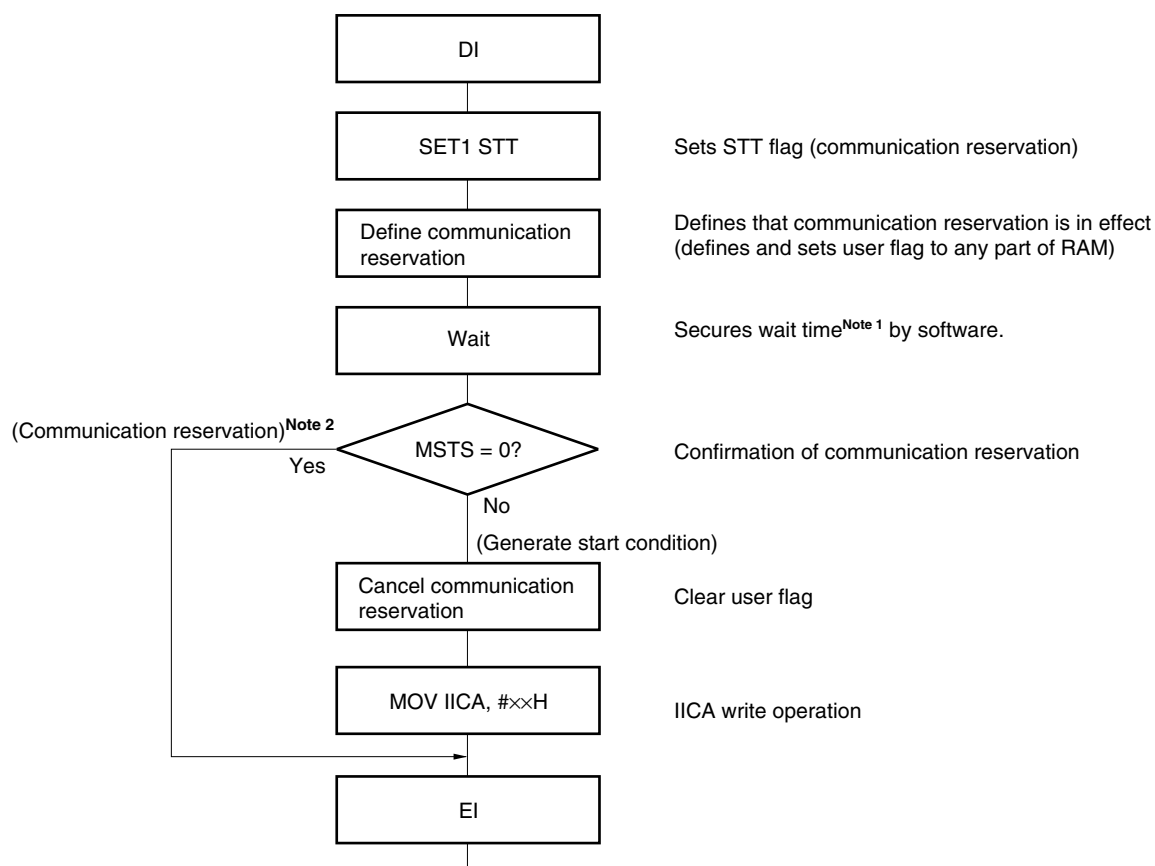 DI
SET1 STT
Sets STT flag (communication reservation)
Define communication
reservation
Defines that communication reservation is in effect
(defines and sets user flag to any part of RAM)
Wait
Secures wait timeNote 1 by software.
(Communication reservation)Note 2
MSTS = 0?
Confirmation of communication reservation
Yes
No
(Generate start condition)
Cancel communication
reservation
Clear user flag
MOV IICA, #××H
IICA write operation
EI